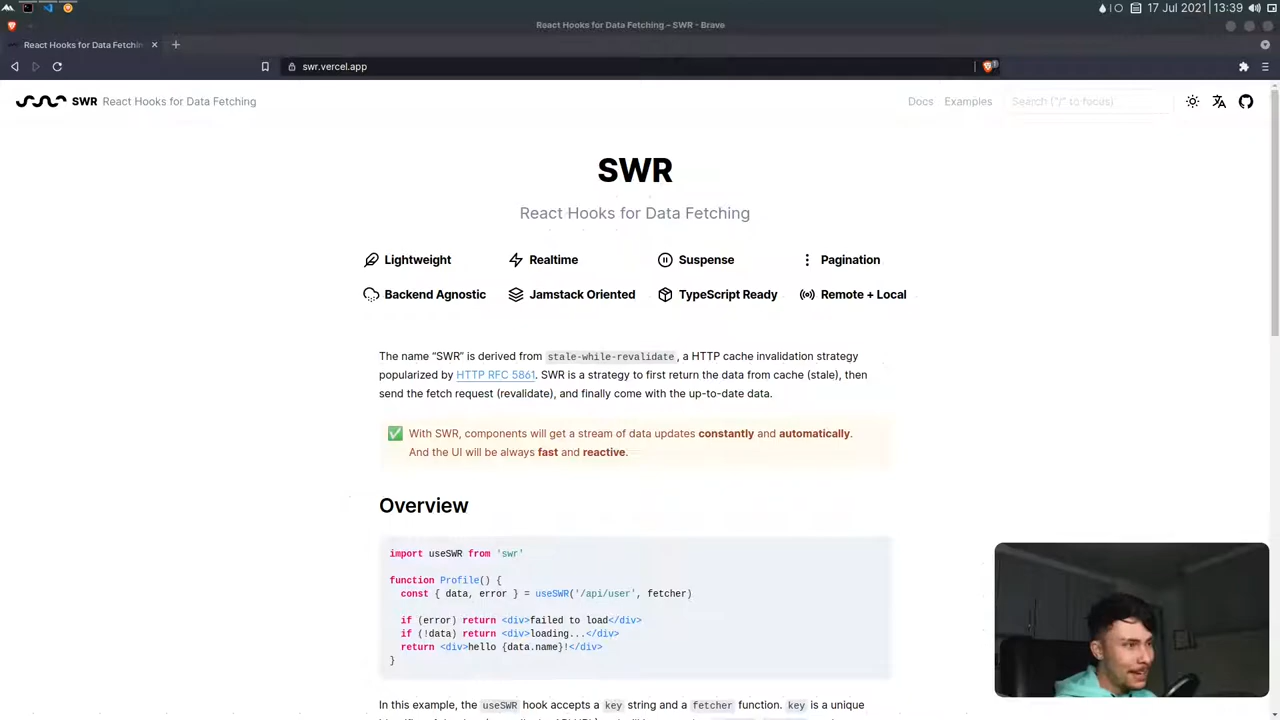 17 Jul 2021 13:39
React Hooks for Data Fetching – SWR - Brave
React Hooks for Data Fetchin
swr.vercel.app
SWR React Hooks for Data Fetching
Docs Examples Search ("/" to focus)
SWR
React Hooks for Data Fetching
Lightweight Realtime Suspense Pagination
Backend Agnostic Jamstack Oriented TypeScript Ready Remote + Local
The name “SWR” is derived from stale-while-revalidate, a HTTP cache invalidation strategy
popularized by HTTP RFC 5861. SWR is a strategy to first return the data from cache (stale), then
send the fetch request (revalidate), and finally come with the up-to-date data.
With SWR, components will get a stream of data updates constantly and automatically.
And the UI will be always fast and reactive.
Overview
import useSWR from 'swr'
function Profile() {
const { data, error } = useSWR('/api/user', fetcher)
if (error) return <div>failed to load</div>
if (!data) return <div>loading...</div>
return <div>hello {data.name}!</div>
}
In this example, the useSWR hook accepts a key string and a fetcher function. key is a unique